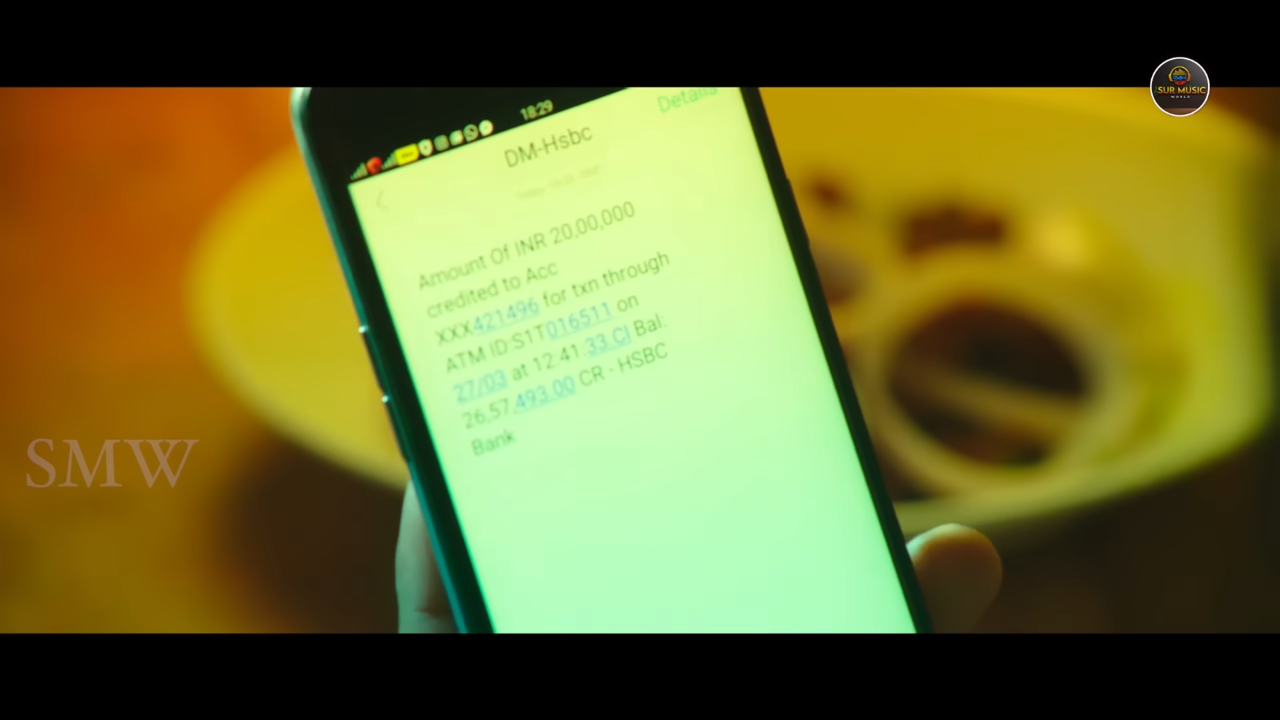 SUR MUSIC
WORLD
18:29
Details
DM-Hsbc
Amount Of INR 20,00,000
credited to Acc
XXX421496 for txn through
ATM ID:S1T016511 on
27/03 at 12:41:33 Cl Bal:
26,57,493.00 CR - HSBC
Bank
SMW